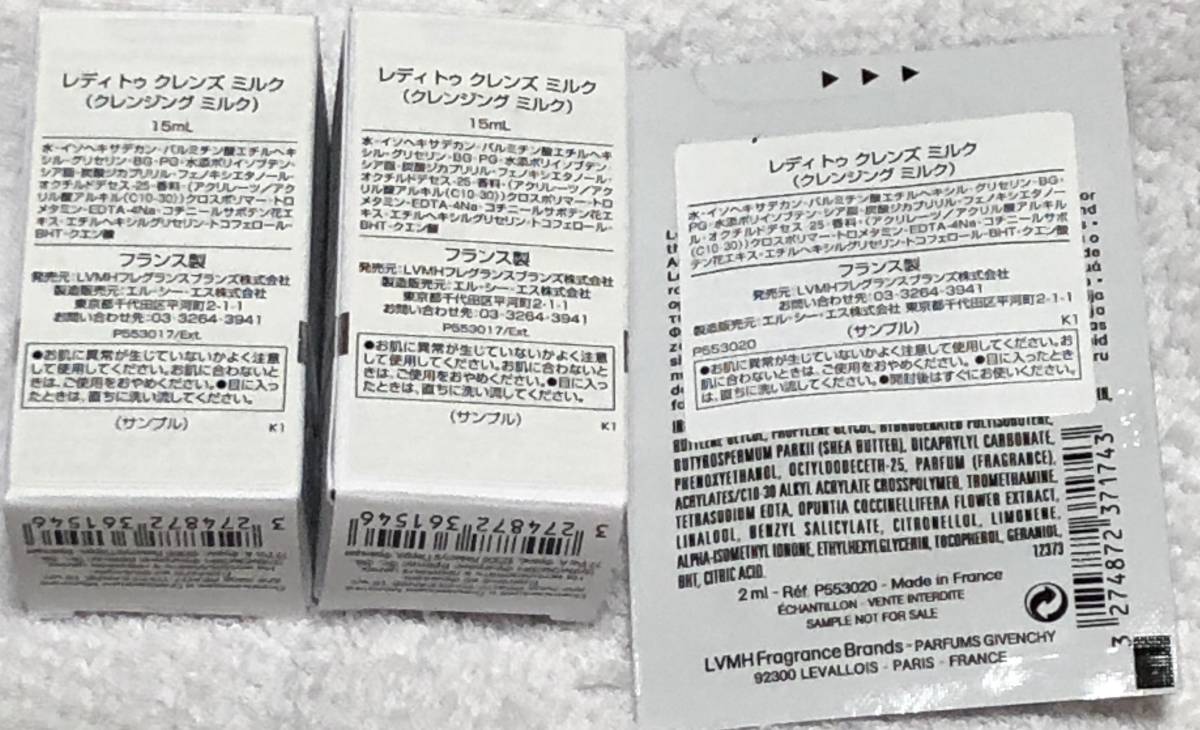 レディ トゥ クレンズ ミルク
（クレンジング ミルク）
15mL
水・イソヘキサデカン・パルミチン酸エチルヘキ
シル・グリセリン・BG・PG・水添ポリイソブテン・
シア脂・炭酸ジカプリリル・フェノキシエタノール・
オクチルドデセス-25・香料・（アクリレーツ/アク
リル酸アルキル(C10-30)）クロスポリマー・トロ
メタミン・EDTA-4Na・コチニールサボテン花エ
キス・エチルヘキシルグリセリン・トコフェロール・
BHT・クエン酸
フランス製
発売元：LVMHフレグランスブランズ株式会社
製造販売元：エル・シー・エス株式会社
東京都千代田区平河町2-1-1
お問い合わせ先：03-3264-3941
P553017/Ext.
●お肌に異常が生じていないかよく注意
して使用してください。お肌に合わないと
きは、ご使用をおやめください。●目に入っ
たときは、直ちに洗い流してください。
（サンプル）
K1
3 274872 361546
レディ トゥ クレンズ ミルク
（クレンジング ミルク）
15mL
水・イソヘキサデカン・パルミチン酸エチルヘキ
シル・グリセリン・BG・PG・水添ポリイソブテン・
シア脂・炭酸ジカプリリル・フェノキシエタノール・
オクチルドデセス-25・香料・（アクリレーツ/アク
リル酸アルキル(C10-30)）クロスポリマー・トロ
メタミン・EDTA-4Na・コチニールサボテン花エ
キス・エチルヘキシルグリセリン・トコフェロール・
BHT・クエン酸
フランス製
発売元：LVMHフレグランスブランズ株式会社
製造販売元：エル・シー・エス株式会社
東京都千代田区平河町2-1-1
お問い合わせ先：03-3264-3941
P553017/Ext.
●お肌に異常が生じていないかよく注意
して使用してください。お肌に合わないと
きは、ご使用をおやめください。●目に入っ
たときは、直ちに洗い流してください。
（サンプル）
K1
3 274872 361546
レディ トゥ クレンズ ミルク
（クレンジング ミルク）
水・イソヘキサデカン・パルミチン酸エチルヘキシル・グリセリン・BG・
PG・水添ポリイソブテン・シア脂・炭酸ジカプリリル・フェノキシエタノー
ル・オクチルドデセス-25・香料・（アクリレーツ/アクリル酸アルキル
(C10-30)）クロスポリマー・トロメタミン・EDTA-4Na・コチニールサボ
テン花エキス・エチルヘキシルグリセリン・トコフェロール・BHT・クエン酸
フランス製
発売元：LVMHフレグランスブランズ株式会社
お問い合わせ先：03-3264-3941
製造販売元：エル・シー・エス株式会社 東京都千代田区平河町2-1-1
（サンプル）
P553020
K1
●お肌に異常が生じていないかよく注意して使用してください。お
肌に合わないときは、ご使用をおやめください。●目に入ったとき
は、直ちに洗い流してください。●開封後はすぐにお使いください。
BUTYLENE GLYCOL, PROPYLENE GLYCOL, HYDROGENATED POLYISOBUTENE,
BUTYROSPERMUM PARKII (SHEA BUTTER), DICAPRYLYL CARBONATE,
PHENOXYETHANOL, OCTYLDODECETH-25, PARFUM (FRAGRANCE),
ACRYLATES/C10-30 ALKYL ACRYLATE CROSSPOLYMER, TROMETHAMINE,
TETRASODIUM EDTA, OPUNTIA COCCINELLIFERA FLOWER EXTRACT,
LINALOOL, BENZYL SALICYLATE, CITRONELLOL, LIMONENE,
ALPHA-ISOMETHYL IONONE, ETHYLHEXYLGLYCERIN, TOCOPHEROL, GERANIOL,
BHT, CITRIC ACID.
12373
2 ml - Réf. P553020 - Made in France
ÉCHANTILLON - VENTE INTERDITE
SAMPLE NOT FOR SALE
LVMH Fragrance Brands - PARFUMS GIVENCHY
92300 LEVALLOIS - PARIS - FRANCE
3 274872 371743